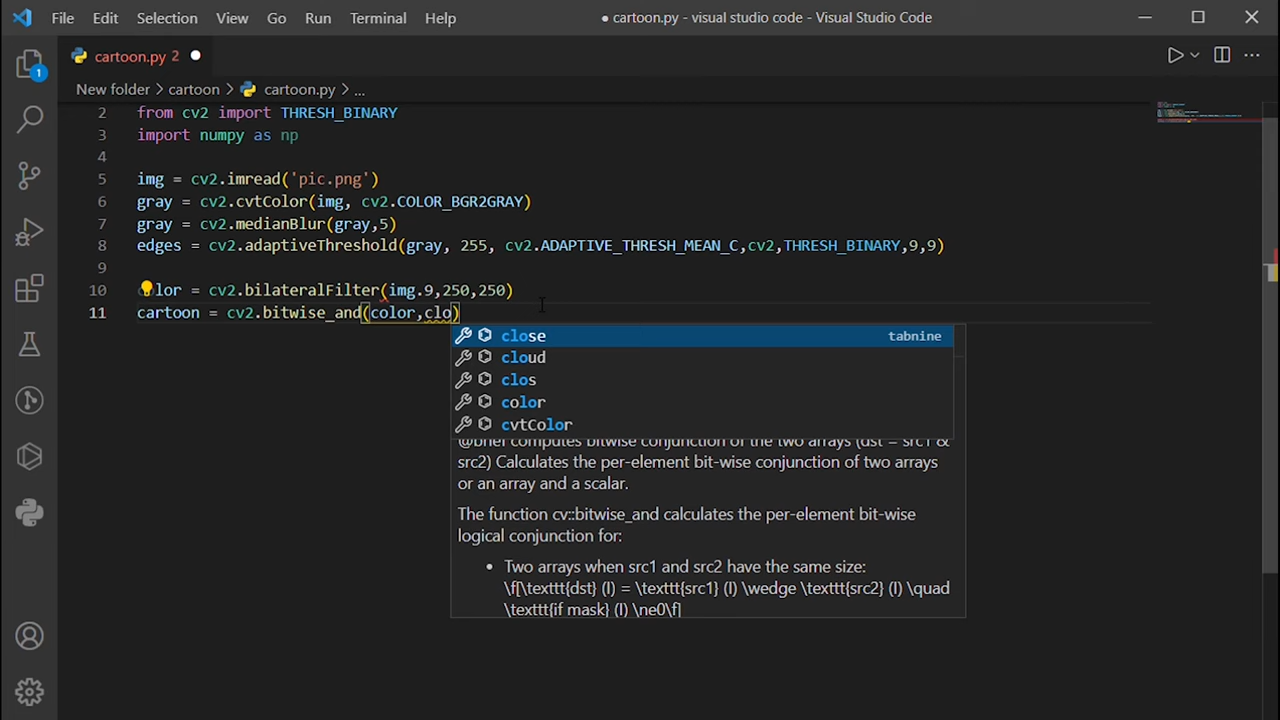 File Edit Selection View Go Run Terminal Help ● cartoon.py - visual studio code - Visual Studio Code
cartoon.py 2
1
New folder > cartoon > cartoon.py > ...
2 from cv2 import THRESH_BINARY
3 import numpy as np
4
5 img = cv2.imread('pic.png')
6 gray = cv2.cvtColor(img, cv2.COLOR_BGR2GRAY)
7 gray = cv2.medianBlur(gray,5)
8 edges = cv2.adaptiveThreshold(gray, 255, cv2.ADAPTIVE_THRESH_MEAN_C,cv2,THRESH_BINARY,9,9)
9
10 lor = cv2.bilateralFilter(img.9,250,250)
11 cartoon = cv2.bitwise_and(color,clo)
close tabnine
cloud
clos
color
cvtColor
@brief computes bitwise conjunction of the two arrays (dst = src1 &
src2) Calculates the per-element bit-wise conjunction of two arrays
or an array and a scalar.
The function cv::bitwise_and calculates the per-element bit-wise
logical conjunction for:
• Two arrays when src1 and src2 have the same size:
\f[\texttt{dst} (I) = \texttt{src1} (I) \wedge \texttt{src2} (I) \quad
\texttt{if mask} (I) \ne0\f]